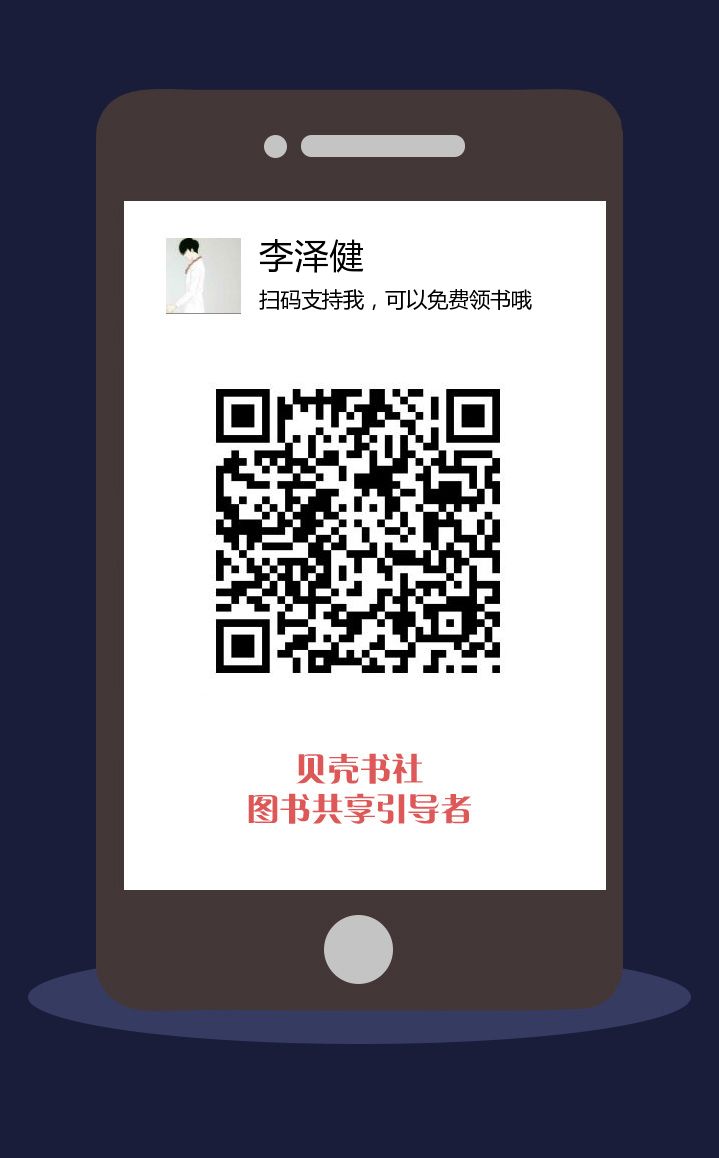 李泽健
扫码支持我，可以免费领书哦
贝壳书社
图书共享引导者